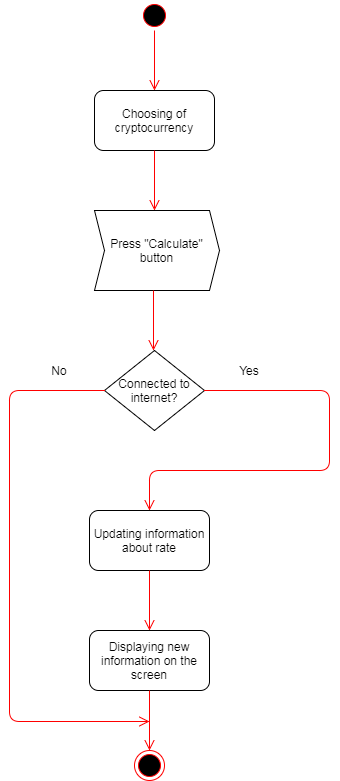 Choosing of
cryptocurrency
Press "Calculate"
button
No
Yes
Connected to
internet?
Updating information
about rate
Displaying new
information on the
screen